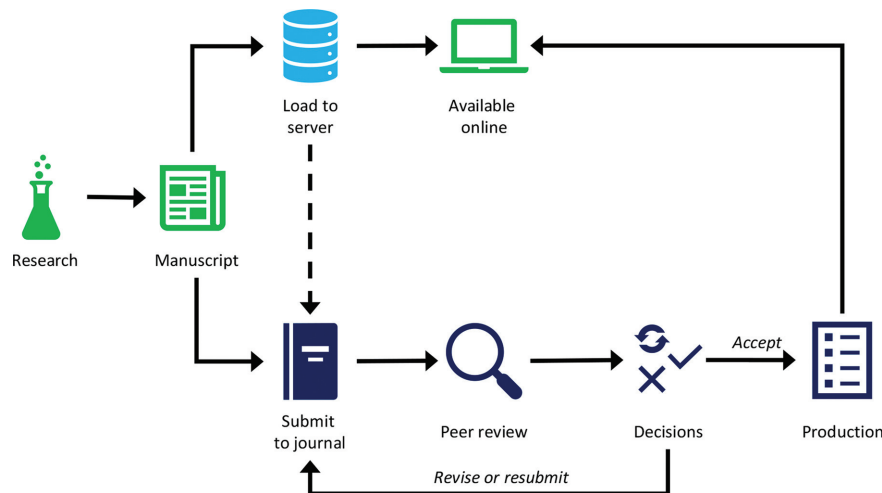 Load to
server
Available
online
Research
Manuscript
Accept
Submit
to journal
Peer review
Decisions
Production
Revise or resubmit